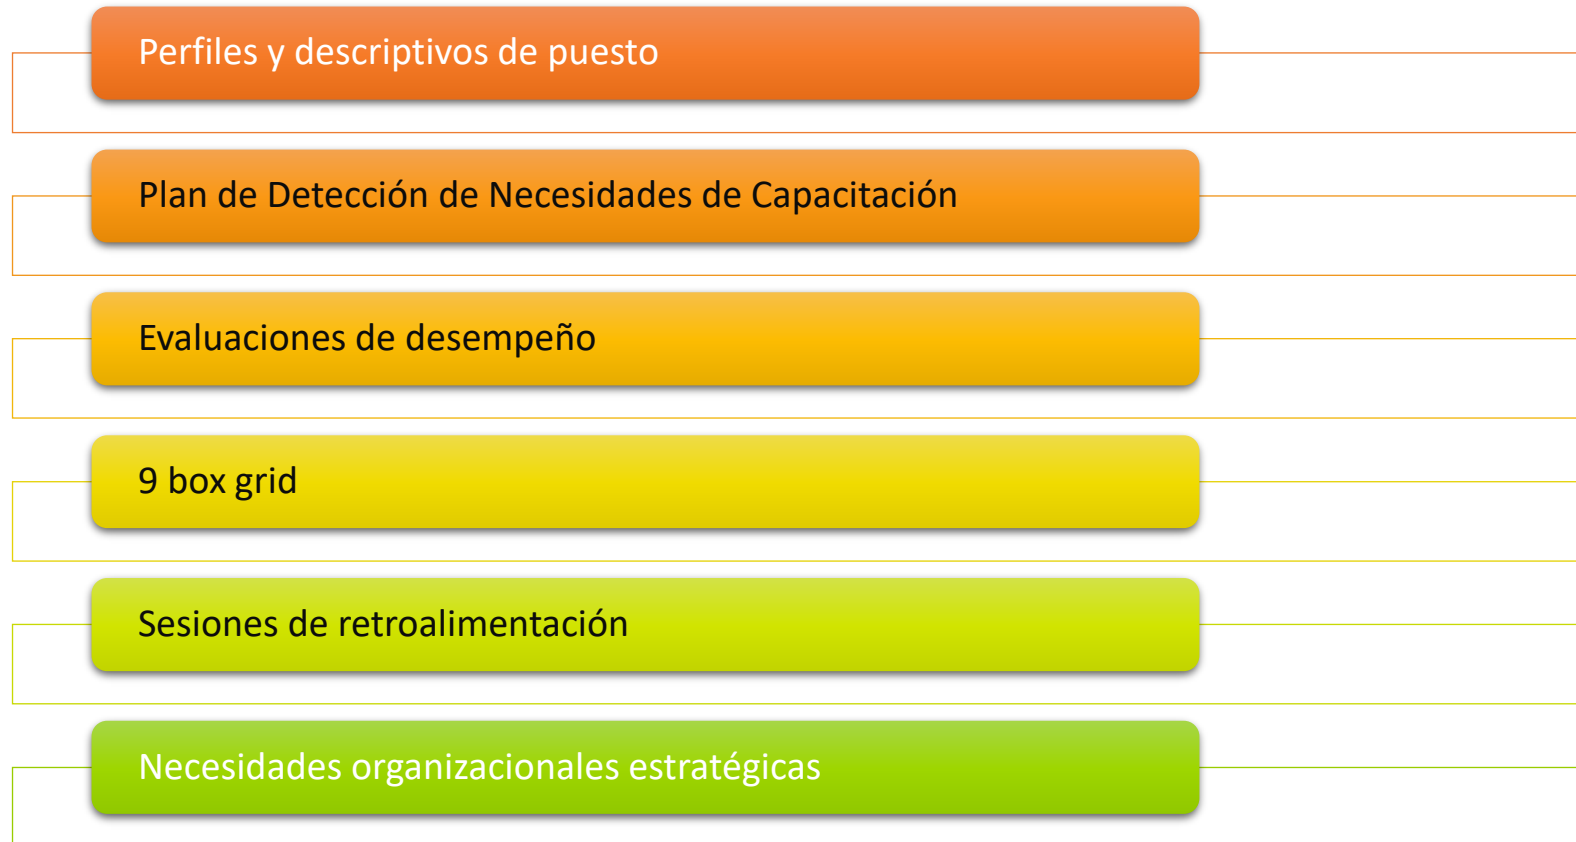 Perfiles y descriptivos de puesto
Plan de Detección de Necesidades de Capacitación
Evaluaciones de desempeño
9 box grid
Sesiones de retroalimentación
Necesidades organizacionales estratégicas